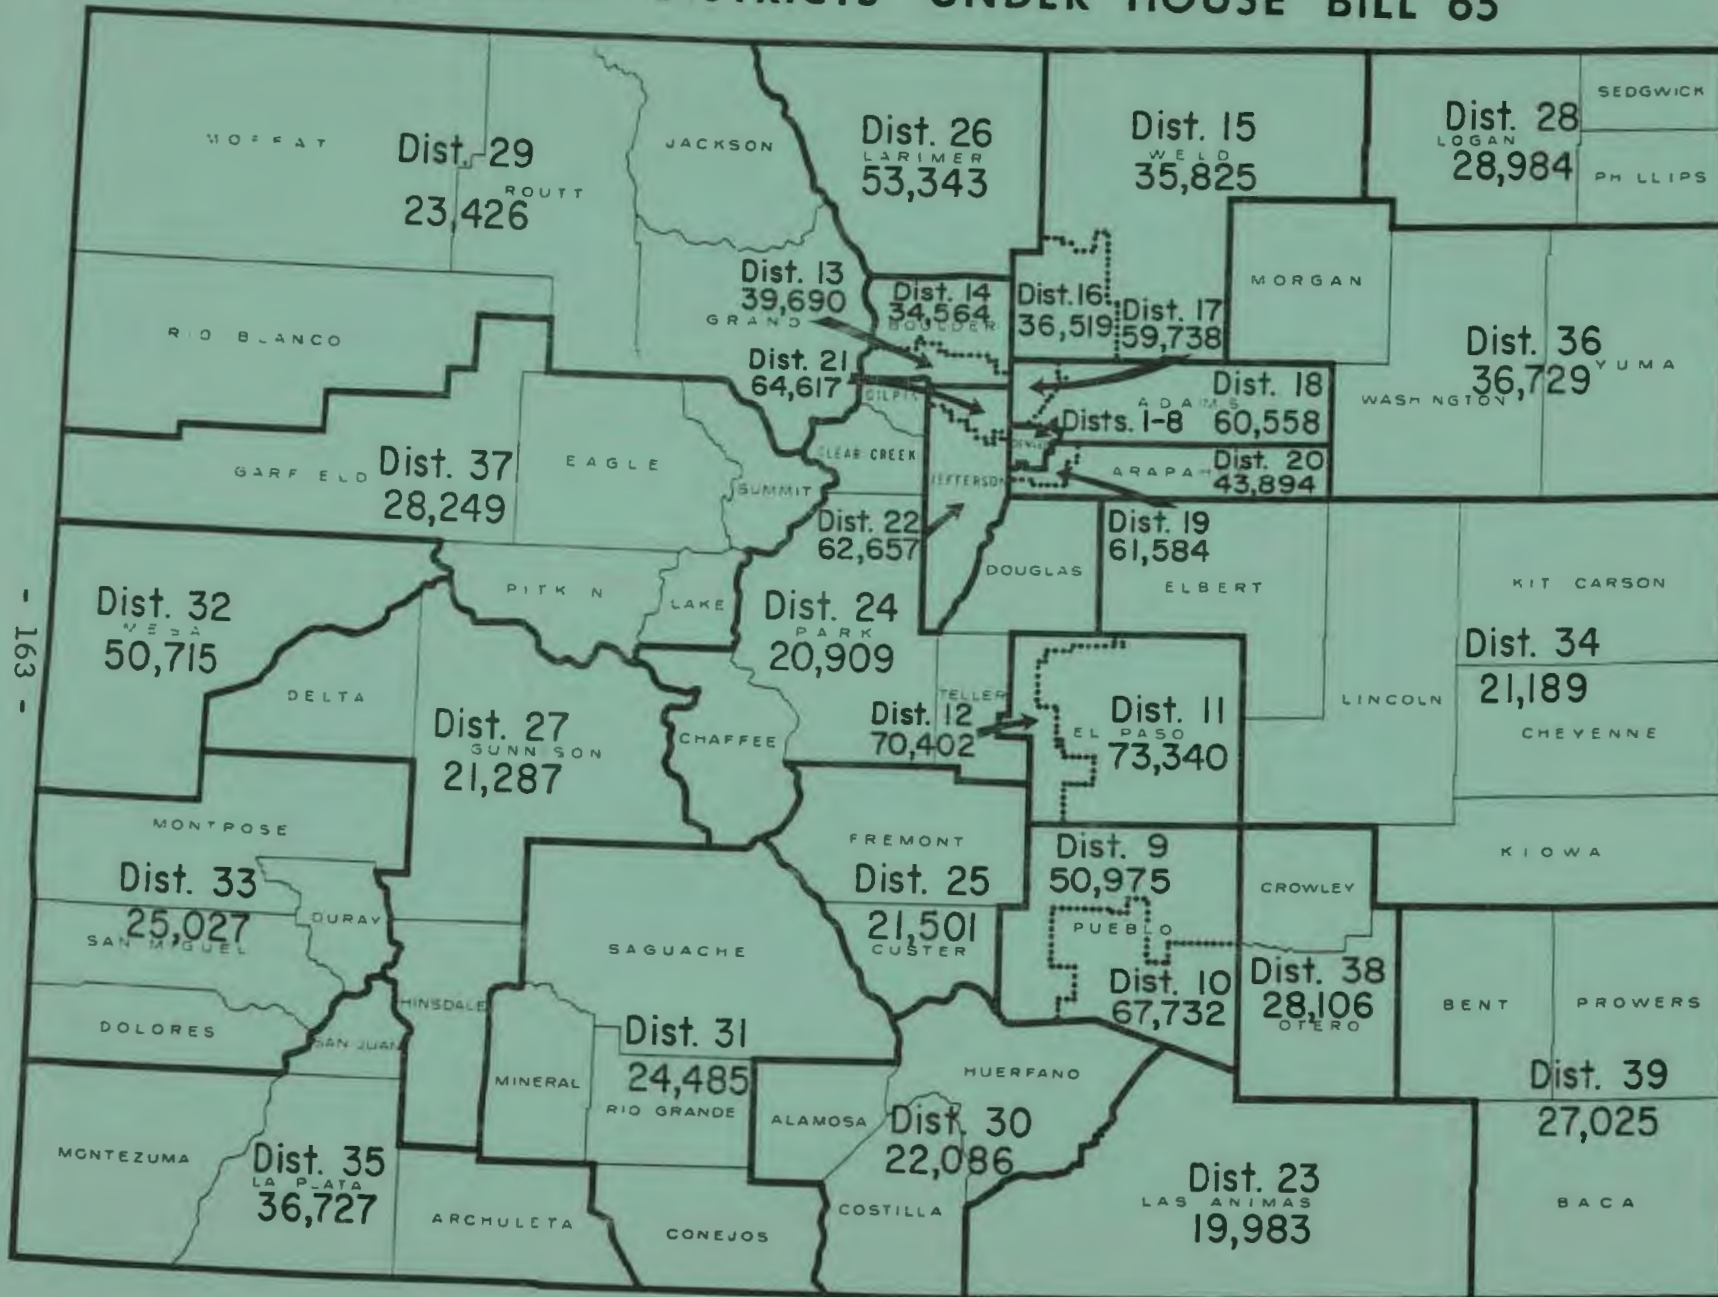 DISTRICTS UNDER HOUSE BILL 65
MOFFAT
Dist. 29
ROUTT
23,426
JACKSON
Dist. 26
LARIMER
53,343
Dist. 15
WELD
35,825
Dist. 28
LOGAN
28,984
SEDGWICK
PH LLIPS
RIO BLANCO
Dist. 13
39,690
GRAND
Dist. 14
34,564
BOULDER
Dist. 16
36,519
Dist. 17
59,738
MORGAN
Dist. 36
36,729
YUMA
WASH NGTON
Dist. 21
64,617
GILPIN
ADAMS
Dist. 18
60,558
Dists. 1-8
DENVER
GARF ELD
Dist. 37
28,249
EAGLE
SUMMIT
CLEAR CREEK
JEFFERSON
ARAPAH
Dist. 20
43,894
Dist. 22
62,657
Dist. 19
61,584
DOUGLAS
ELBERT
KIT CARSON
- 163 -
Dist. 32
MESA
50,715
PITK N
LAKE
Dist. 24
PARK
20,909
Dist. 34
21,189
LINCOLN
CHEYENNE
DELTA
Dist. 27
GUNN SON
21,287
CHAFFEE
TELLER
Dist. 12
70,402
Dist. 11
EL PASO
73,340
MONTROSE
FREMONT
Dist. 25
21,501
CUSTER
Dist. 9
50,975
PUEBLO
Dist. 10
67,732
CROWLEY
KIOWA
Dist. 33
25,027
SAN MIGUEL
OURAY
SAGUACHE
HINSDALE
Dist. 38
28,106
OTERO
BENT
PROWERS
DOLORES
SAN JUAN
MINERAL
Dist. 31
24,485
RIO GRANDE
HUERFANO
ALAMOSA
Dist. 30
22,086
Dist. 39
27,025
MONTEZUMA
Dist. 35
LA PLATA
36,727
ARCHULETA
CONEJOS
COSTILLA
Dist. 23
LAS ANIMAS
19,983
BACA